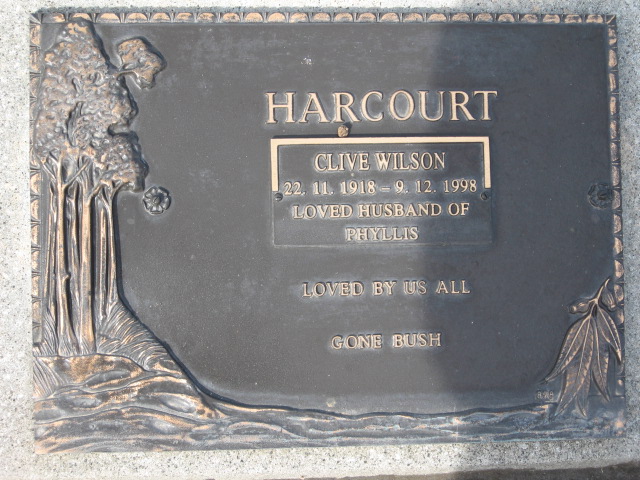 HARCOURT
CLIVE WILSON
22. 11. 1918 – 9. 12. 1998
LOVED HUSBAND OF
PHYLLIS
LOVED BY US ALL
GONE BUSH